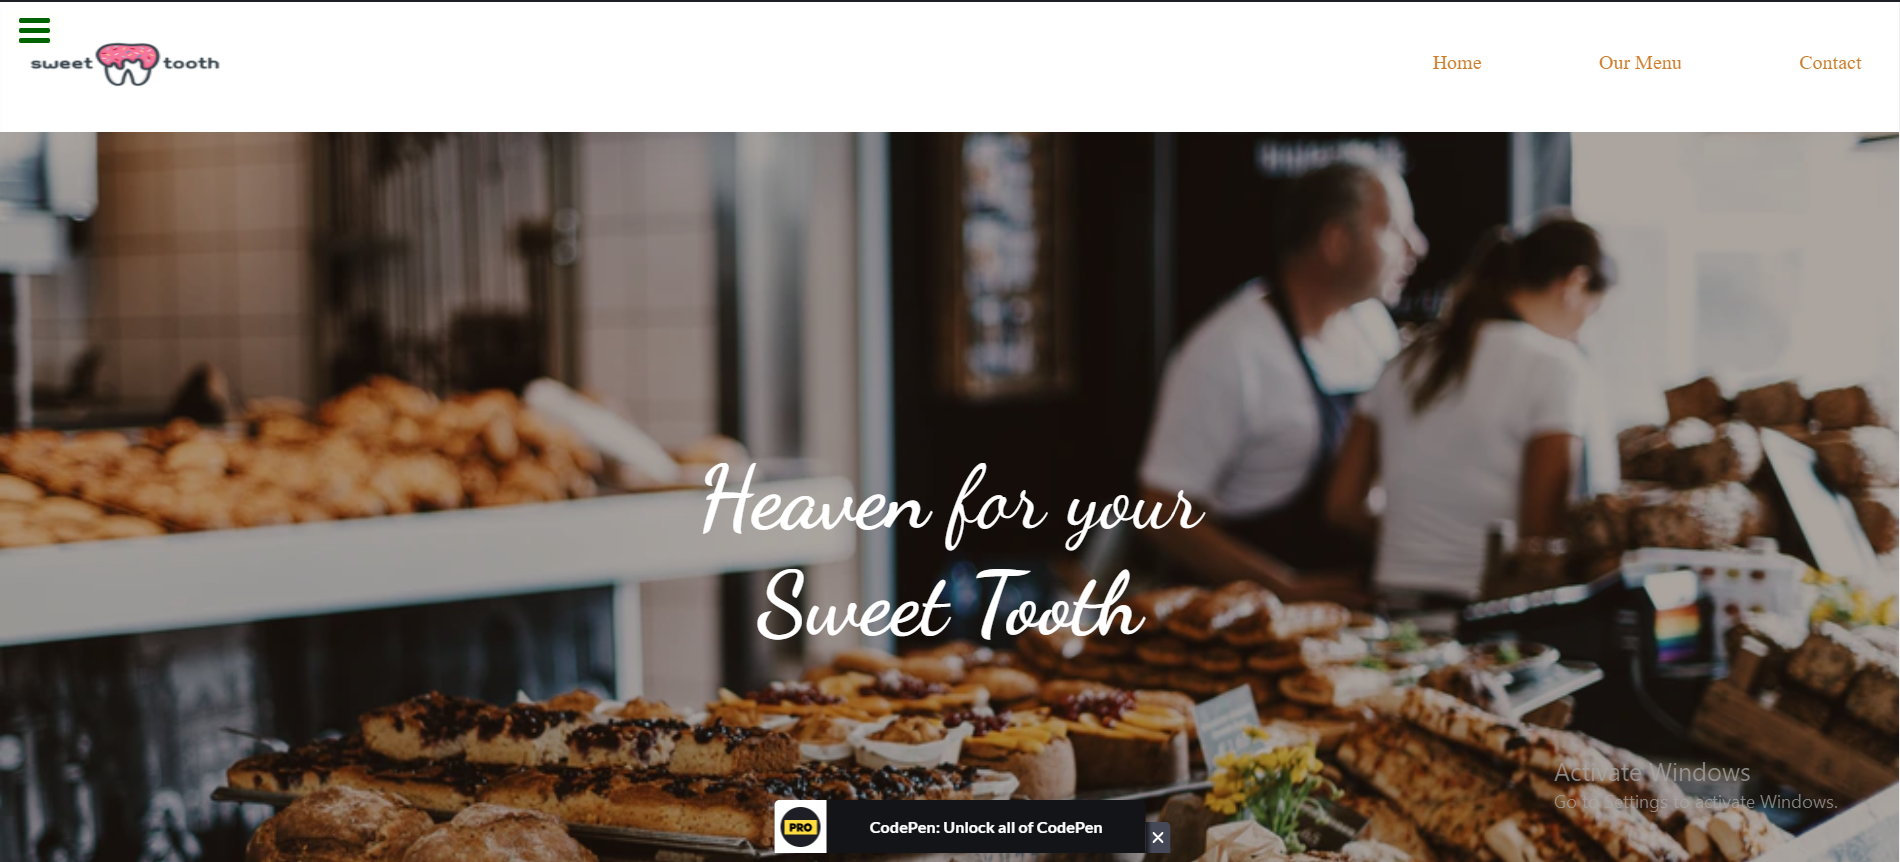 sweet tooth
Home
Our Menu
Contact
Heaven for your
Sweet Tooth
Activate Windows
Go to Settings to activate Windows.
PRO
CodePen: Unlock all of CodePen